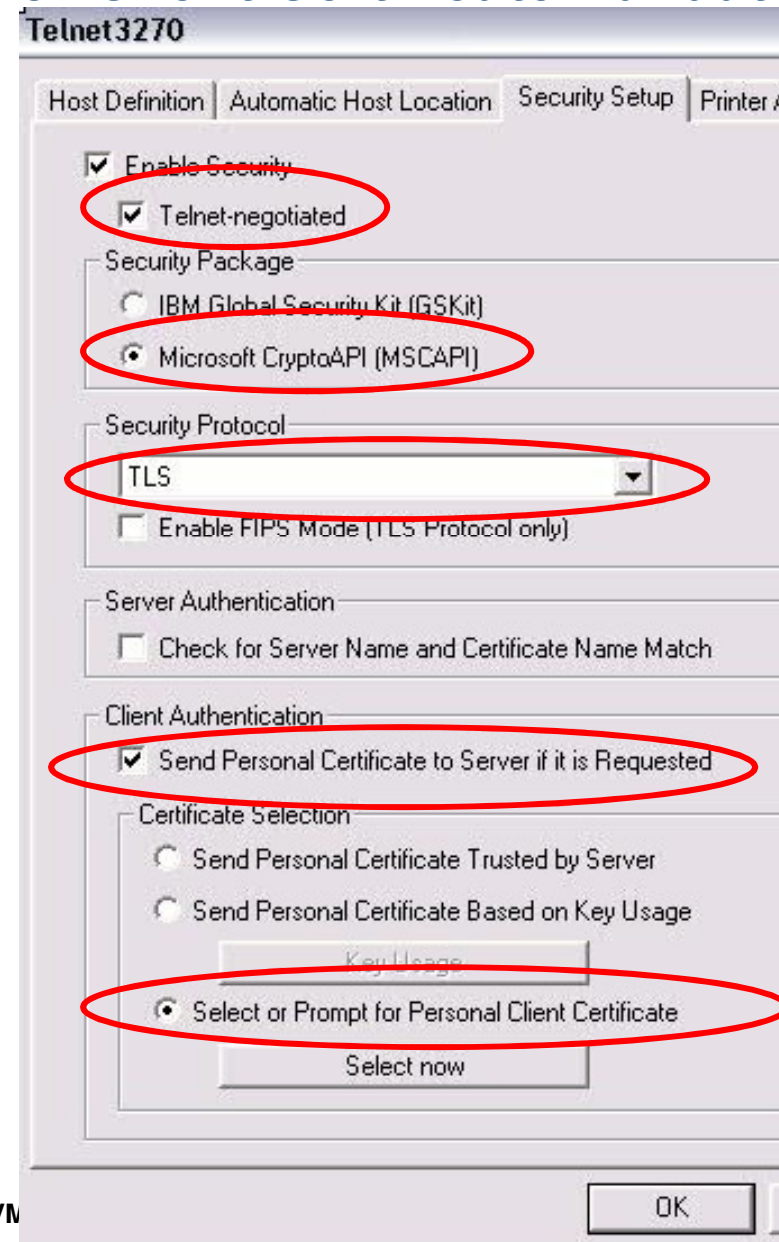 Telnet3270
Host Definition
Automatic Host Location
Security Setup
Printer
Enable Security
Telnet-negotiated
Security Package
IBM Global Security Kit (GSKit)
Microsoft CryptoAPI (MSCAPI)
Security Protocol
TLS
Enable FIPS Mode (TLS Protocol only)
Server Authentication
Check for Server Name and Certificate Name Match
Client Authentication
Send Personal Certificate to Server if it is Requested
Certificate Selection
Send Personal Certificate Trusted by Server
Send Personal Certificate Based on Key Usage
Key Usage
Select or Prompt for Personal Client Certificate
Select now
OK